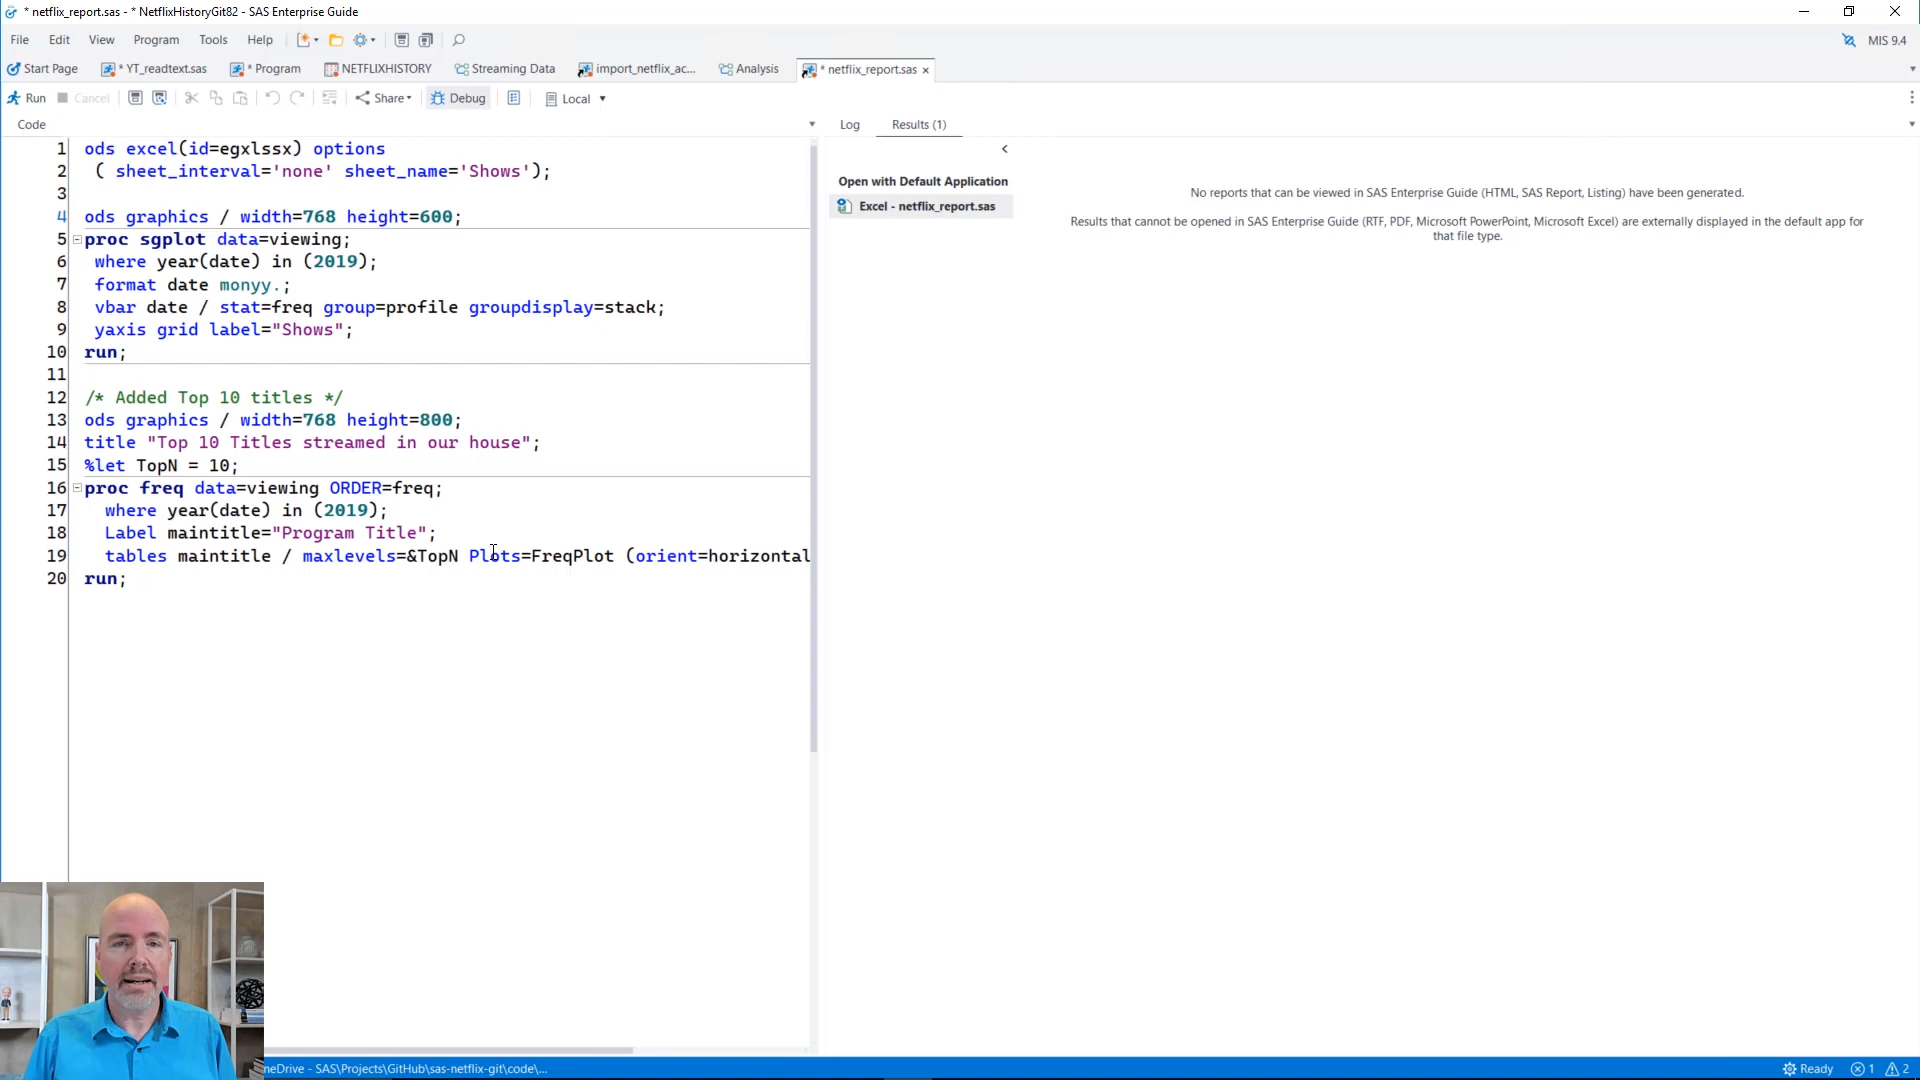 * netflix_report.sas - * NetflixHistoryGit82 - SAS Enterprise Guide
File Edit View Program Tools Help MIS 9.4
Start Page * YT_readtext.sas * Program NETFLIXHISTORY Streaming Data import_netflix_ac... Analysis * netflix_report.sas ×
Run Cancel Share Debug Local
Code
1 ods excel(id=egxlssx) options
2 ( sheet_interval='none' sheet_name='Shows');
3
4 ods graphics / width=768 height=600;
5 proc sgplot data=viewing;
6 where year(date) in (2019);
7 format date monyy.;
8 vbar date / stat=freq group=profile groupdisplay=stack;
9 yaxis grid label="Shows";
10 run;
11
12 /* Added Top 10 titles */
13 ods graphics / width=768 height=800;
14 title "Top 10 Titles streamed in our house";
15 %let TopN = 10;
16 proc freq data=viewing ORDER=freq;
17 where year(date) in (2019);
18 Label maintitle="Program Title";
19 tables maintitle / maxlevels=&TopN Plots=FreqPlot (orient=horizontal
20 run;
Log Results (1)
Open with Default Application
Excel - netflix_report.sas
No reports that can be viewed in SAS Enterprise Guide (HTML, SAS Report, Listing) have been generated.
Results that cannot be opened in SAS Enterprise Guide (RTF, PDF, Microsoft PowerPoint, Microsoft Excel) are externally displayed in the default app for
that file type.
neDrive - SAS\Projects\GitHub\sas-netflix-git\code\... Ready 1 2